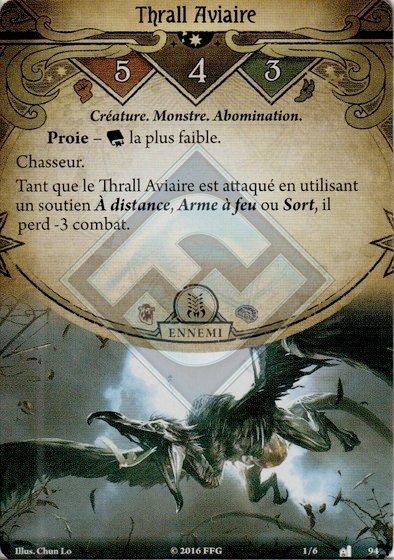 Thrall Aviaire
5 4 3
Créature. Monstre. Abomination.
Proie – la plus faible.
Chasseur.
Tant que le Thrall Aviaire est attaqué en utilisant
un soutien À distance, Arme à feu ou Sort, il
perd -3 combat.
ENNEMI
Illus. Chun Lo © 2016 FFG 1/6 94